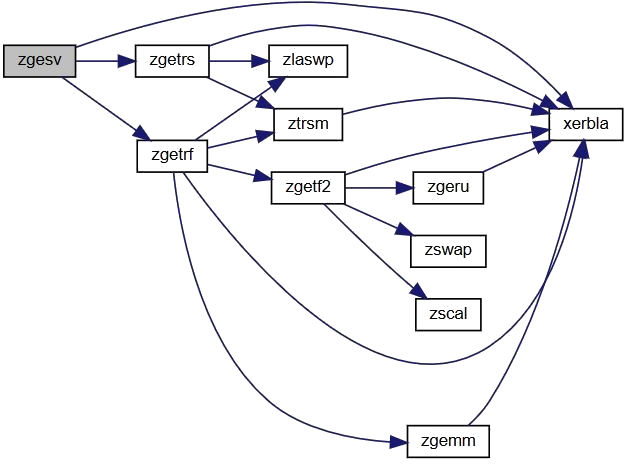 zgesv
zgetrs
zlaswp
ztrsm
xerbla
zgetrf
zgetf2
zgeru
zswap
zscal
zgemm